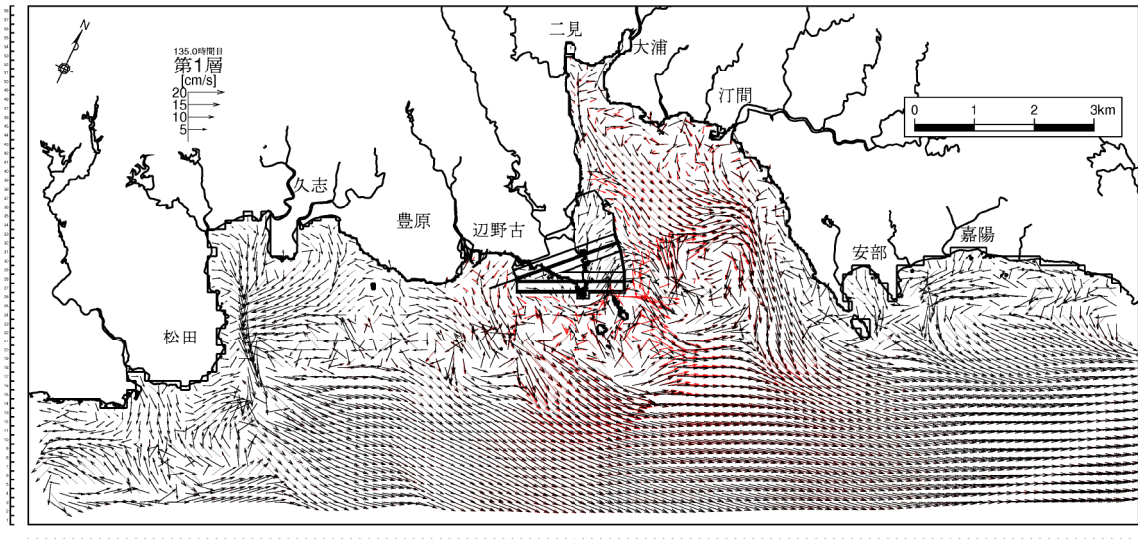 N
135.0時間目
第1層
[cm/s]
20
15
10
5
二見
大浦
汀間
0 1 2 3km
久志
豊原
辺野古
安部
嘉陽
松田